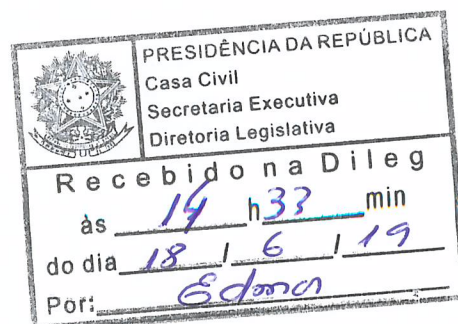 PRESIDÊNCIA DA REPÚBLICA
Casa Civil
Secretaria Executiva
Diretoria Legislativa
Recebido na Dileg
às 14 h 33 min
do dia 18 / 6 / 19
Por: